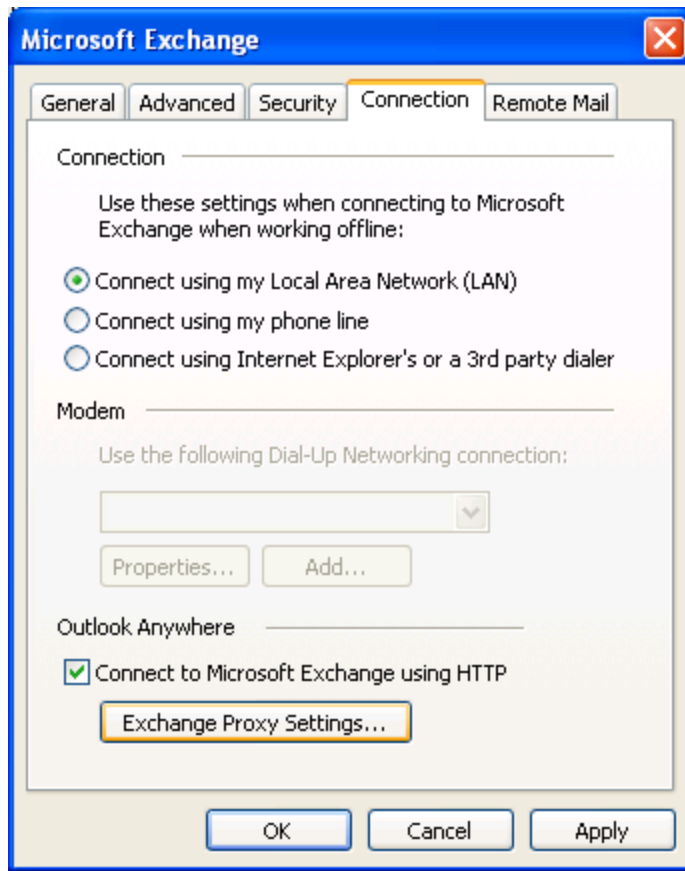 Microsoft Exchange
General Advanced Security Connection Remote Mail
Connection
Use these settings when connecting to Microsoft
Exchange when working offline:
Connect using my Local Area Network (LAN)
Connect using my phone line
Connect using Internet Explorer's or a 3rd party dialer
Modem
Use the following Dial-Up Networking connection:
Properties... Add...
Outlook Anywhere
Connect to Microsoft Exchange using HTTP
Exchange Proxy Settings...
OK Cancel Apply